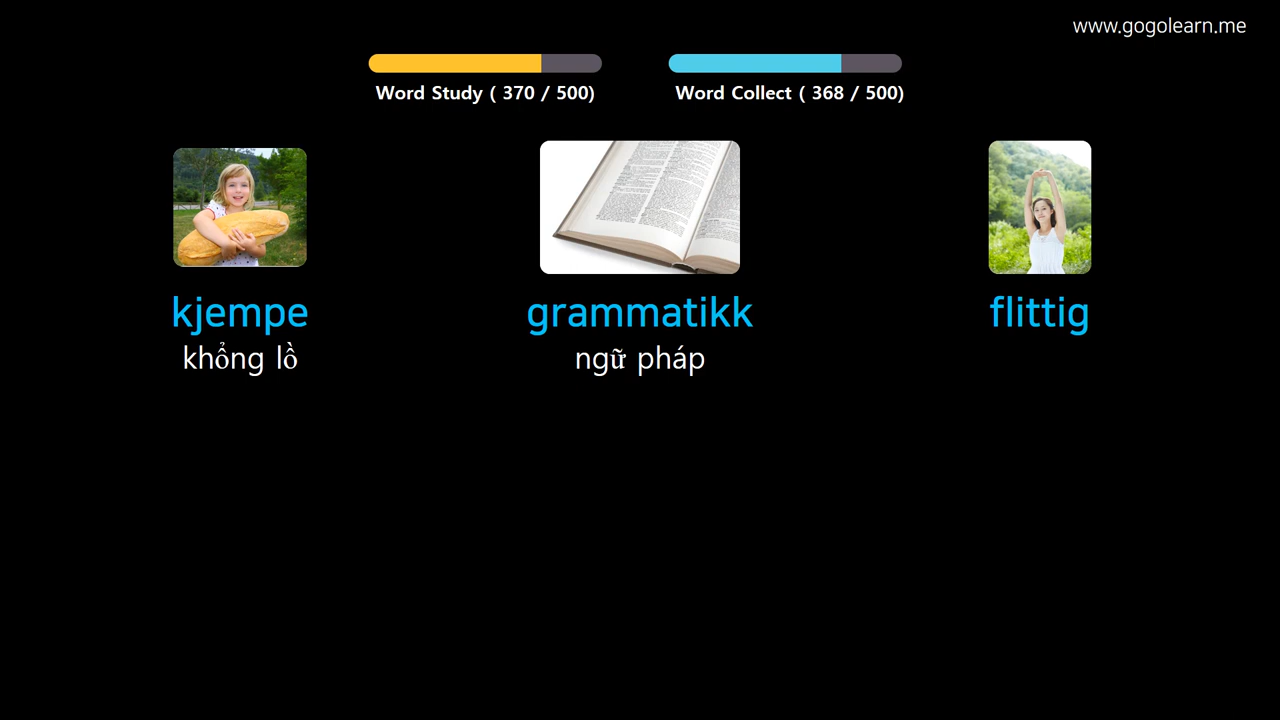 www.gogolearn.me
Word Study ( 370 / 500)
Word Collect ( 368 / 500)
kjempe
khổng lồ
grammatikk
ngữ pháp
flittig